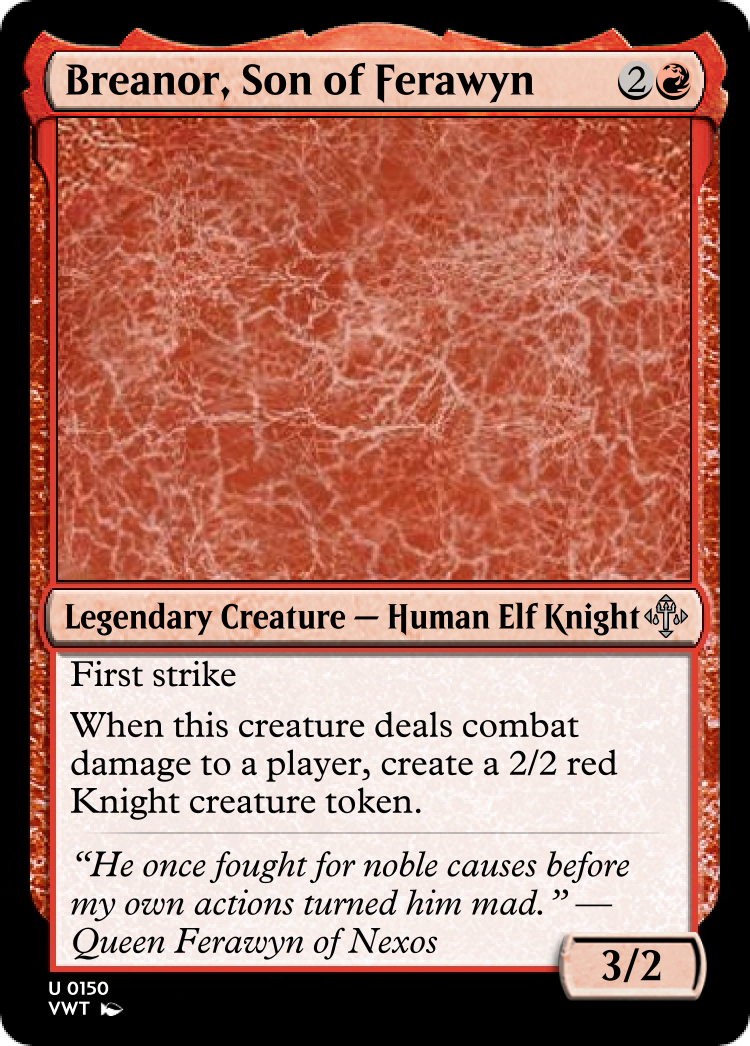 Breanor, Son of Ferawyn 2
Legendary Creature — Human Elf Knight
First strike
When this creature deals combat
damage to a player, create a 2/2 red
Knight creature token.
“He once fought for noble causes before
my own actions turned him mad.” —
Queen Ferawyn of Nexos
3/2
U 0150
VWT